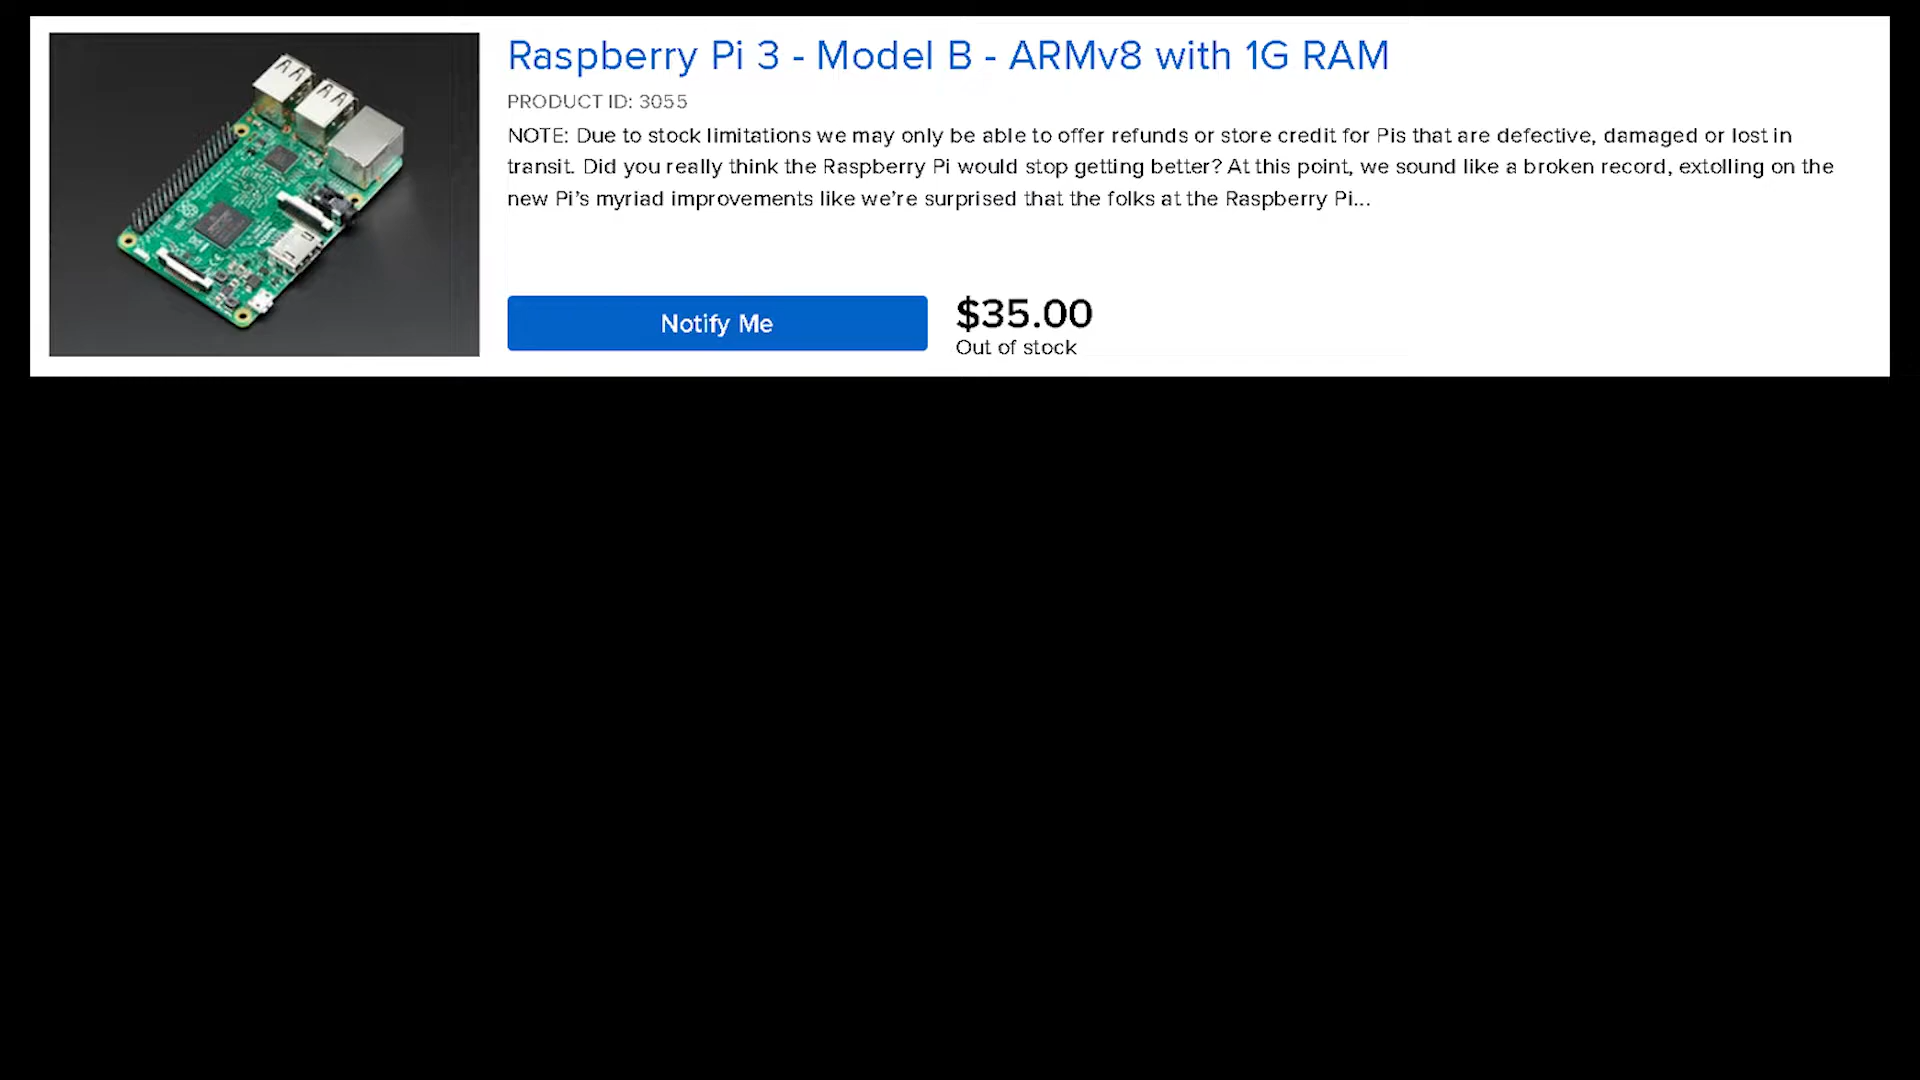 Raspberry Pi 3 - Model B - ARMv8 with 1G RAM
PRODUCT ID: 3055
NOTE: Due to stock limitations we may only be able to offer refunds or store credit for Pis that are defective, damaged or lost in
transit. Did you really think the Raspberry Pi would stop getting better? At this point, we sound like a broken record, extolling on the
new Pi’s myriad improvements like we’re surprised that the folks at the Raspberry Pi...
Notify Me
$35.00
Out of stock